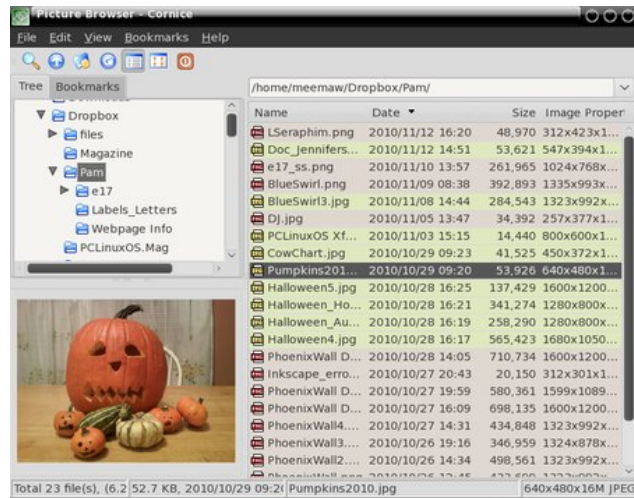 Picture Browser - Cornice
File Edit View Bookmarks Help
Tree Bookmarks
/home/meemaw/Dropbox/Pam/
Dropbox
files
Magazine
Pam
e17
Labels_Letters
Webpage Info
PCLinuxOS.Mag
Name Date Size Image Proper
LSeraphim.png 2010/11/12 16:20 48,970 312x423x1...
Doc_Jennifers... 2010/11/12 14:51 53,621 547x394x1...
e17_ss.png 2010/11/10 13:57 261,965 1024x768x...
BlueSwirl.png 2010/11/09 08:38 392,893 1335x993x...
BlueSwirl3.jpg 2010/11/08 14:44 284,543 1323x992x...
DJ.jpg 2010/11/05 13:47 34,392 257x377x1...
PCLinuxOS Xf... 2010/11/03 15:15 14,440 800x600x1...
CowChart.jpg 2010/10/29 09:23 41,525 450x372x1...
Pumpkins201... 2010/10/29 09:20 53,926 640x480x1...
Halloween5.jpg 2010/10/28 16:25 137,429 1600x1200...
Halloween_Ho... 2010/10/28 16:21 341,274 1280x800x...
Halloween_Au... 2010/10/28 16:19 258,290 1280x800x...
Halloween4.jpg 2010/10/28 16:17 565,423 1680x1050...
PhoenixWall D... 2010/10/28 14:05 710,734 1600x1200...
Inkscape_erro... 2010/10/27 20:43 20,150 312x301x1...
PhoenixWall D... 2010/10/27 19:59 580,361 1599x1089...
PhoenixWall D... 2010/10/27 16:09 698,135 1600x1200...
PhoenixWall4.... 2010/10/27 14:31 434,848 1323x992x...
PhoenixWall3.... 2010/10/26 19:16 346,959 1324x878x...
PhoenixWall2.... 2010/10/26 14:34 498,561 1323x992x...
Total 23 file(s), (6.2 52.7 KB, 2010/10/29 09:2 Pumpkins2010.jpg 640x480x16M JPEG